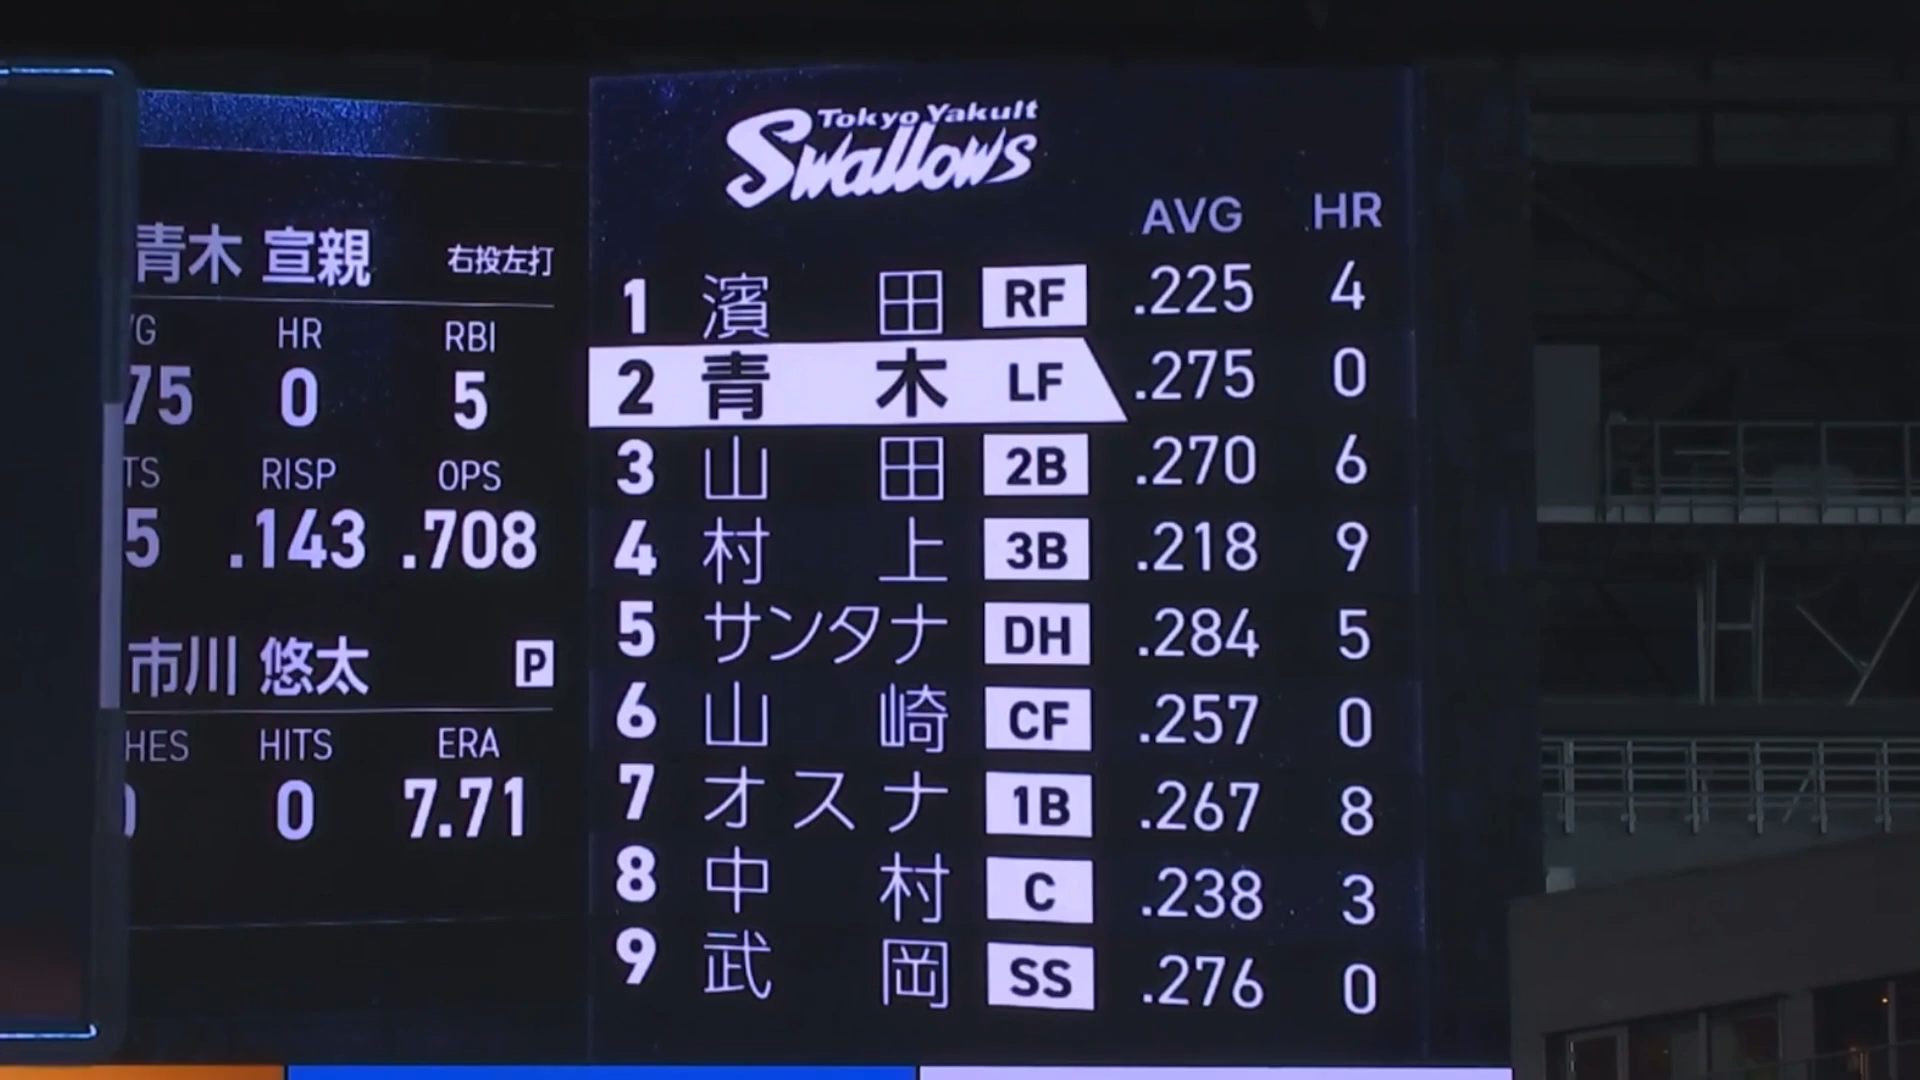 青木 宣親 右投左打
HR RBI
75 0 5
RISP OPS
5 .143 .708
市川 悠太 P
HITS ERA
0 7.71
Tokyo Yakult
Swallows
AVG HR
1 濱田 RF .225 4
2 青木 LF .275 0
3 山田 2B .270 6
4 村上 3B .218 9
5 サンタナ DH .284 5
6 山崎 CF .257 0
7 オスナ 1B .267 8
8 中村 C .238 3
9 武岡 SS .276 0